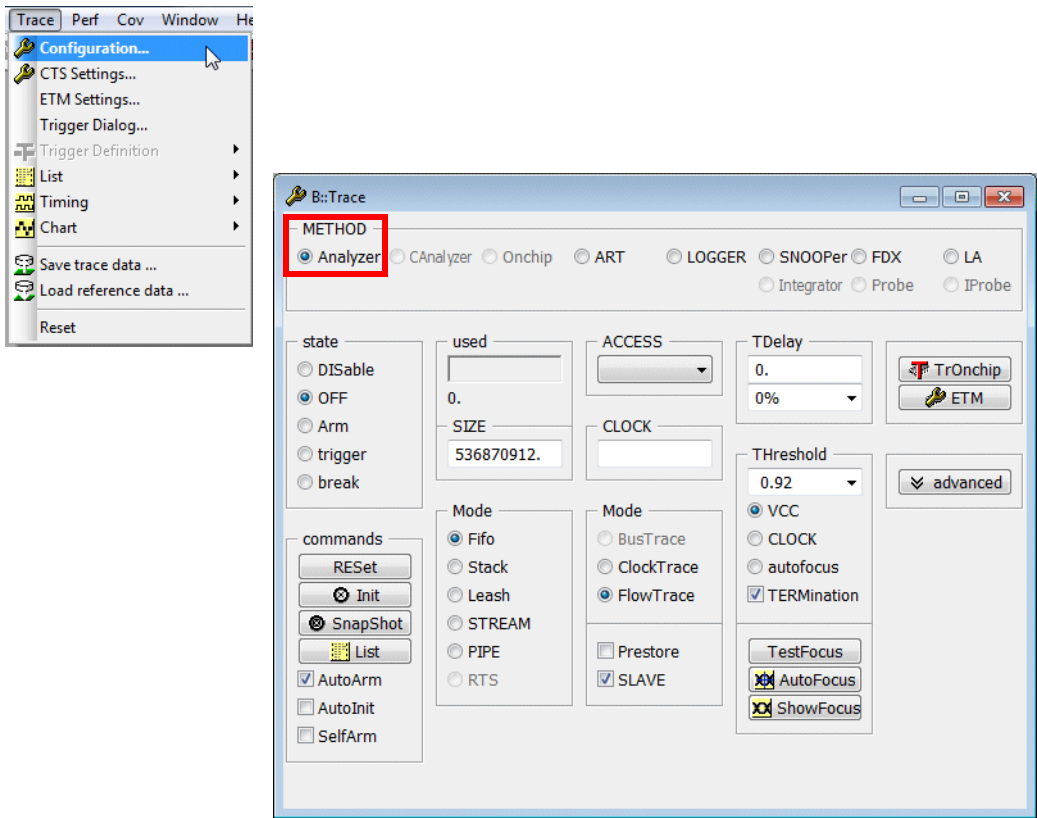 Trace Perf Cov Window He
Configuration...
CTS Settings...
ETM Settings...
Trigger Dialog...
Trigger Definition
List
Timing
Chart
Save trace data ...
Load reference data ...
Reset
B::Trace
METHOD
Analyzer CAnalyzer Onchip ART LOGGER SNOOPer FDX LA
Integrator Probe IProbe
state
DISable
OFF
Arm
trigger
break
commands
RESet
Init
SnapShot
List
AutoArm
AutoInit
SelfArm
used
0.
SIZE
536870912.
Mode
Fifo
Stack
Leash
STREAM
PIPE
RTS
ACCESS
CLOCK
Mode
BusTrace
ClockTrace
FlowTrace
Prestore
SLAVE
TDelay
0.
0%
THreshold
0.92
VCC
CLOCK
autofocus
TERMination
TestFocus
AutoFocus
ShowFocus
TrOnchip
ETM
advanced